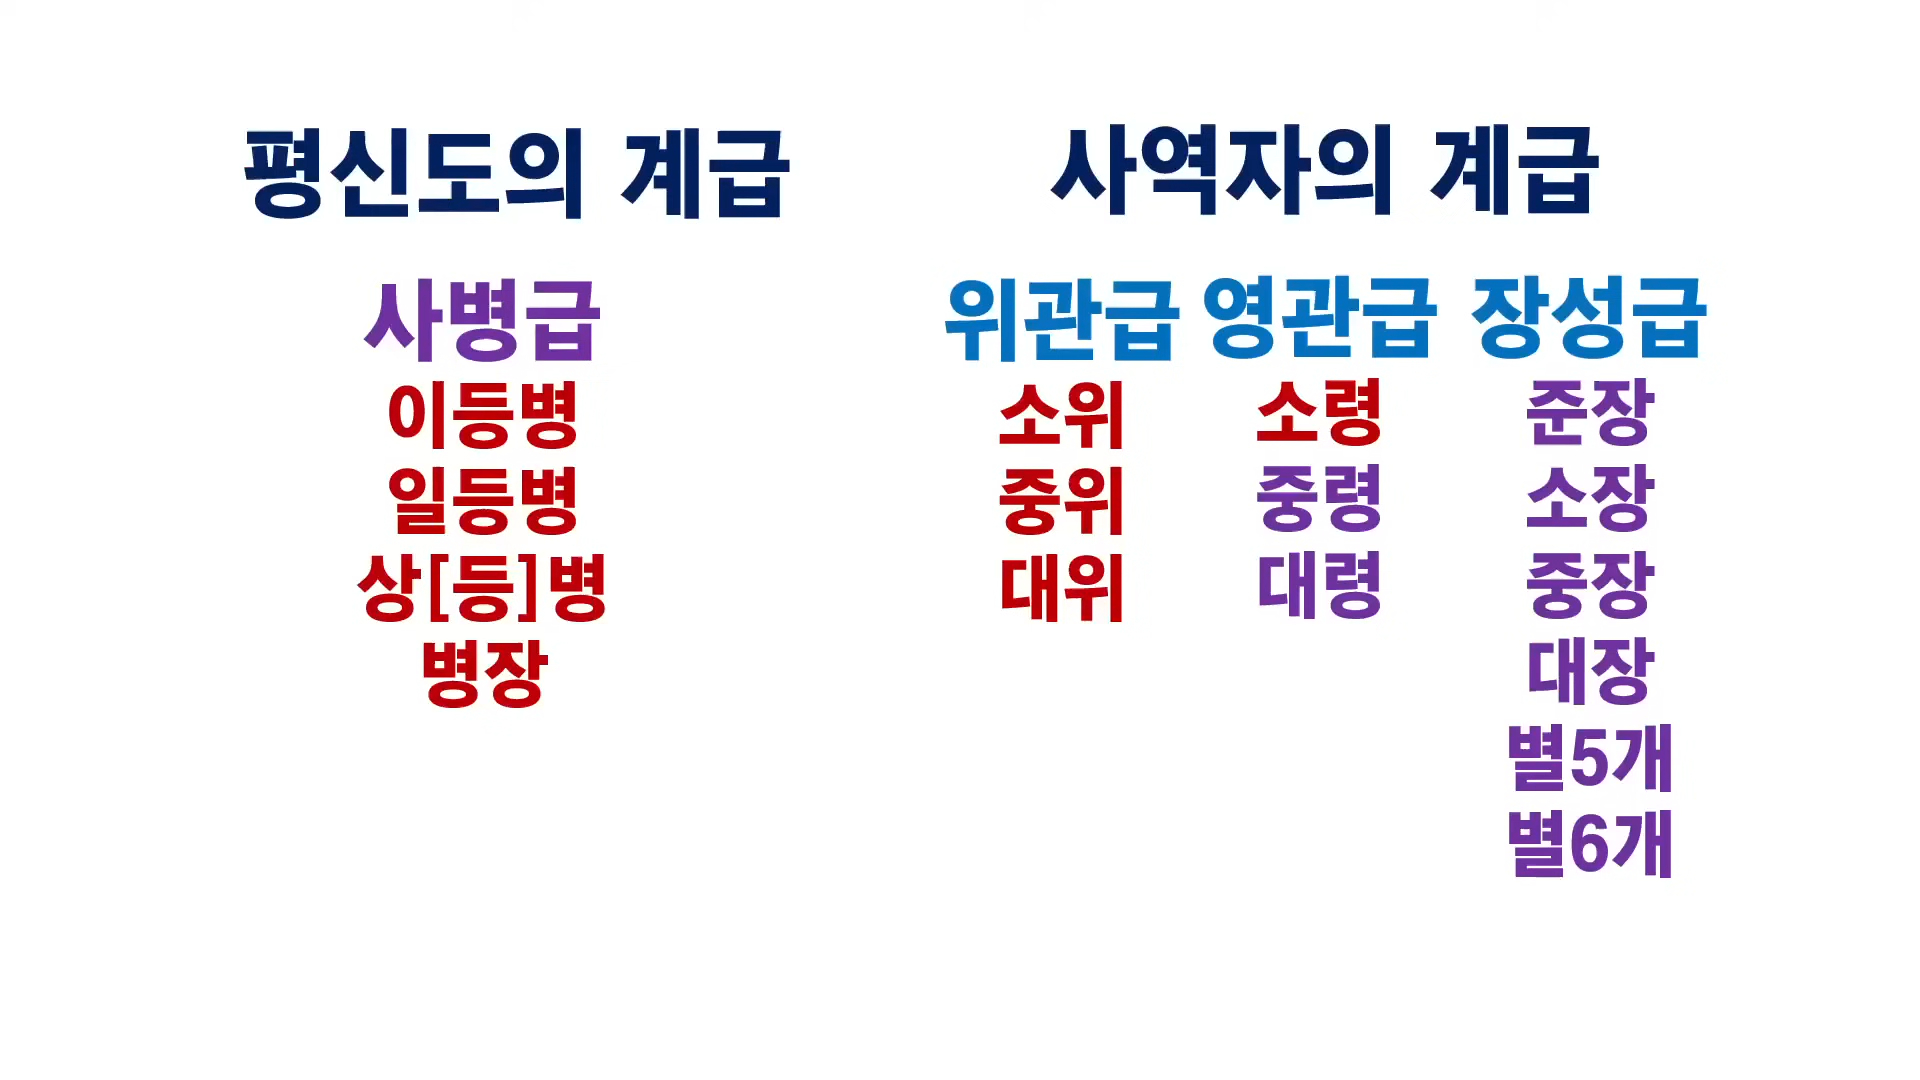 평신도의 계급
사병급
이등병
일등병
상[등]병
병장
사역자의 계급
위관급 영관급 장성급
소위 소령 준장
중위 중령 소장
대위 대령 중장
대장
별5개
별6개